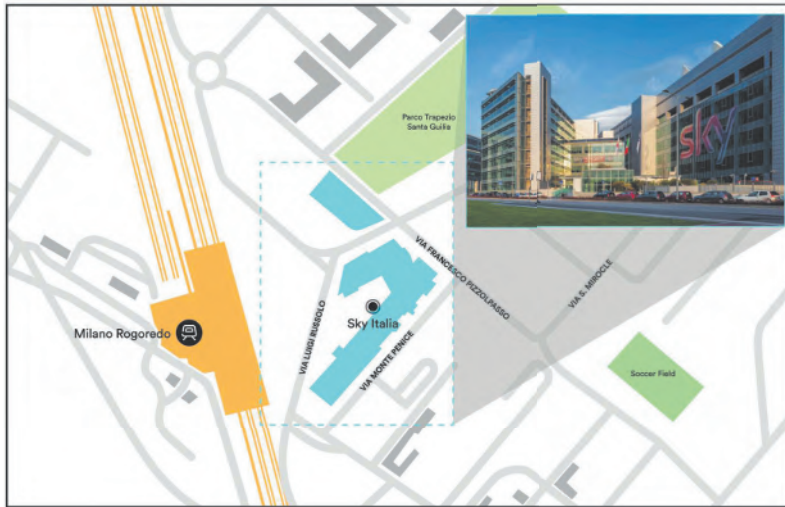 Parco Trapezio
Santa Guilia
sky
VIA FRANCESCO PIZZOLPASSO
VIA S. MIROCLE
VIA LUIGI RUSSOLO
Sky Italia
Milano Rogoredo
VIA MONTE PENICE
Soccer Field